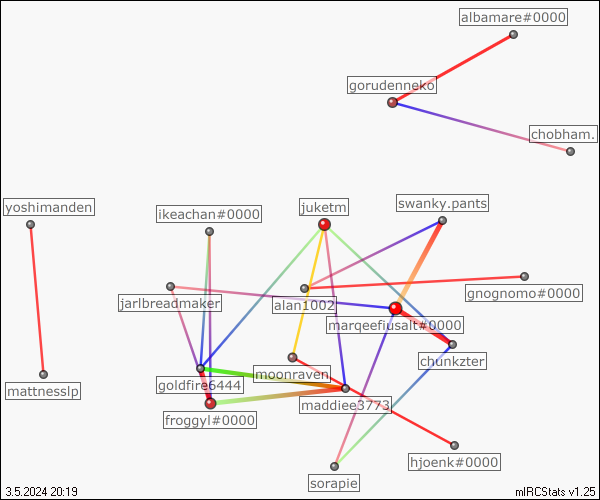 albamare#0000
gorudenneko
chobham.
yoshimanden
ikeachan#0000
juketm
swanky.pants
jarlbreadmaker
alan1002
gnognomo#0000
marqeefiusalt#0000
chunkzter
goldfire6444
moonraven
mattnesslp
maddiee3773
froggyl#0000
hjoenk#0000
sorapie
3.5.2024 20:19
mIRCStats v1.25